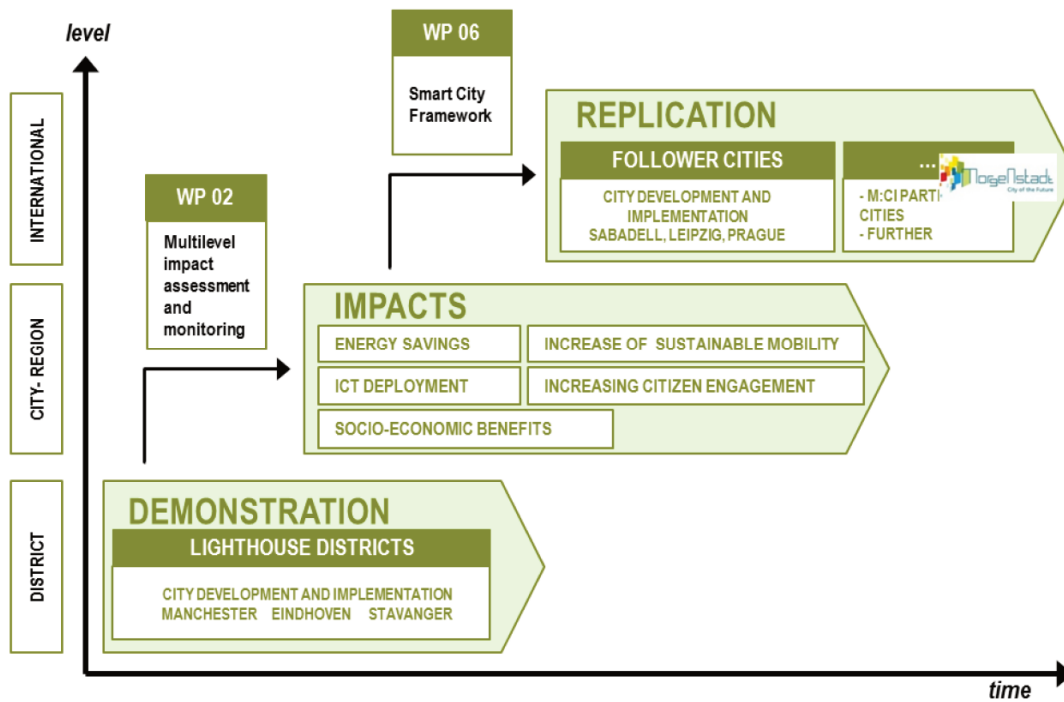 level
WP 06
Smart City
Framework
INTERNATIONAL
REPLICATION
FOLLOWER CITIES
...
CITY DEVELOPMENT AND
IMPLEMENTATION
SABADELL, LEIPZIG, PRAGUE
MorgenStadt
City of the Future
- M:CI PARTI
CITIES
- FURTHER
WP 02
Multilevel
impact
assessment
and
monitoring
CITY- REGION
IMPACTS
ENERGY SAVINGS
INCREASE OF SUSTAINABLE MOBILITY
ICT DEPLOYMENT
INCREASING CITIZEN ENGAGEMENT
SOCIO-ECONOMIC BENEFITS
DISTRICT
DEMONSTRATION
LIGHTHOUSE DISTRICTS
CITY DEVELOPMENT AND IMPLEMENTATION
MANCHESTER EINDHOVEN STAVANGER
time